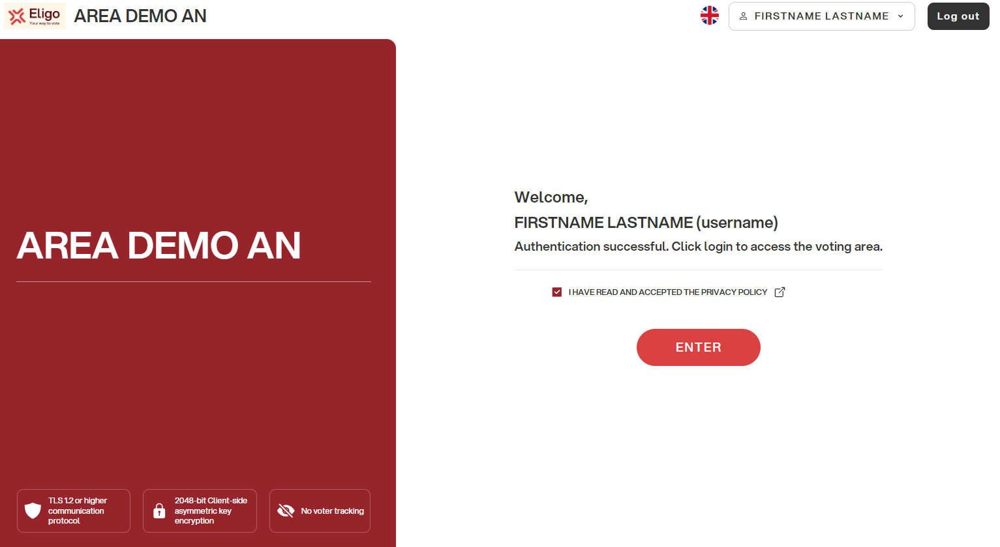 Eligo
Your way to vote
AREA DEMO AN
FIRSTNAME LASTNAME
Log out
AREA DEMO AN
TLS 1.2 or higher
communication
protocol
2048-bit Client-side
asymmetric key
encryption
No voter tracking
Welcome,
FIRSTNAME LASTNAME (username)
Authentication successful. Click login to access the voting area.
I HAVE READ AND ACCEPTED THE PRIVACY POLICY
ENTER